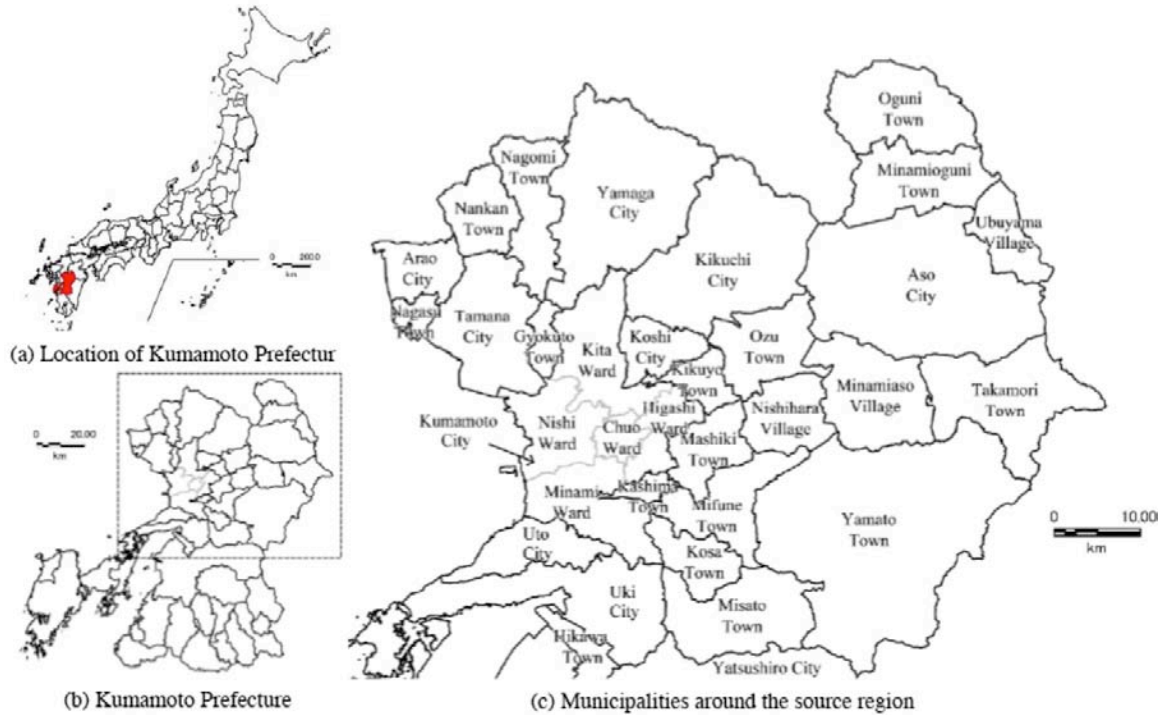 0 200.0
km
(a) Location of Kumamoto Prefectur
0 20.00
km
(b) Kumamoto Prefecture
Oguni
Town
Nagomi
Town
Minamioguni
Town
Yamaga
City
Nankan
Town
Ubuyama
Village
Kikuchi
City
Arao
City
Aso
City
Nagasu
Town
Tamana
City
Gyokuto
Town
Kita
Ward
Koshi
City
Ozu
Town
Kikuyo
Town
Minamiaso
Village
Takamori
Town
Kumamoto
City
Nishi
Ward
Chuo
Ward
Higashi
Ward
Nishihara
Village
Mashiki
Town
Kashima
Town
Minami
Ward
Mifune
Town
Yamato
Town
0 10.00
km
Uto
City
Kosa
Town
Uki
City
Misato
Town
Hikawa
Town
Yatsushiro City
(c) Municipalities around the source region